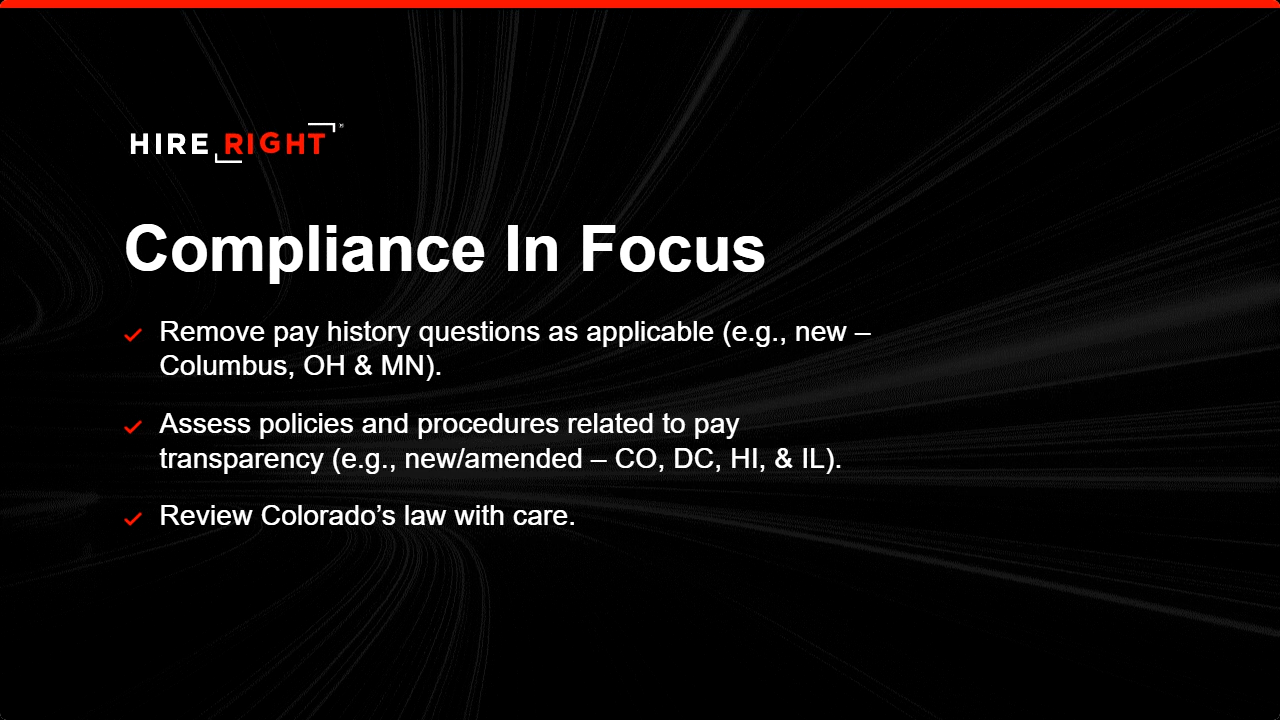 HIRE RIGHT
Compliance In Focus
Remove pay history questions as applicable (e.g., new –
Columbus, OH & MN).
Assess policies and procedures related to pay
transparency (e.g., new/amended – CO, DC, HI, & IL).
Review Colorado’s law with care.